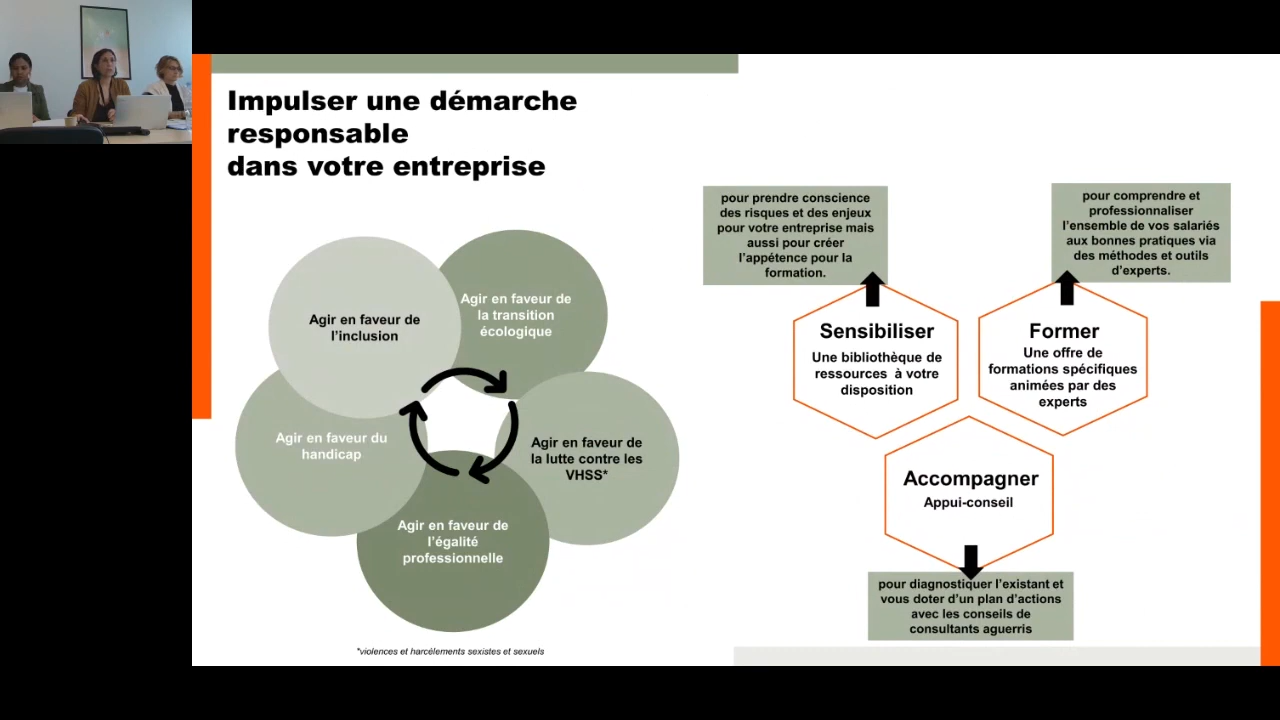 Impulser une démarche
responsable
dans votre entreprise
Agir en faveur de
l'inclusion
Agir en faveur de
la transition
écologique
Agir en faveur du
handicap
Agir en faveur de
la lutte contre les
VHSS*
Agir en faveur de
l'égalité
professionnelle
*violences et harcélements sexistes et sexuels
pour prendre conscience
des risques et des enjeux
pour votre entreprise mais
aussi pour créer
l'appétence pour la
formation.
pour comprendre et
professionnaliser
l'ensemble de vos salariés
aux bonnes pratiques via
des méthodes et outils
d'experts.
Sensibiliser
Une bibliothèque de
ressources à votre
disposition
Former
Une offre de
formations spécifiques
animées par des
experts
Accompagner
Appui-conseil
pour diagnostiquer l'existant et
vous doter d'un plan d'actions
avec les conseils de
consultants aguerris